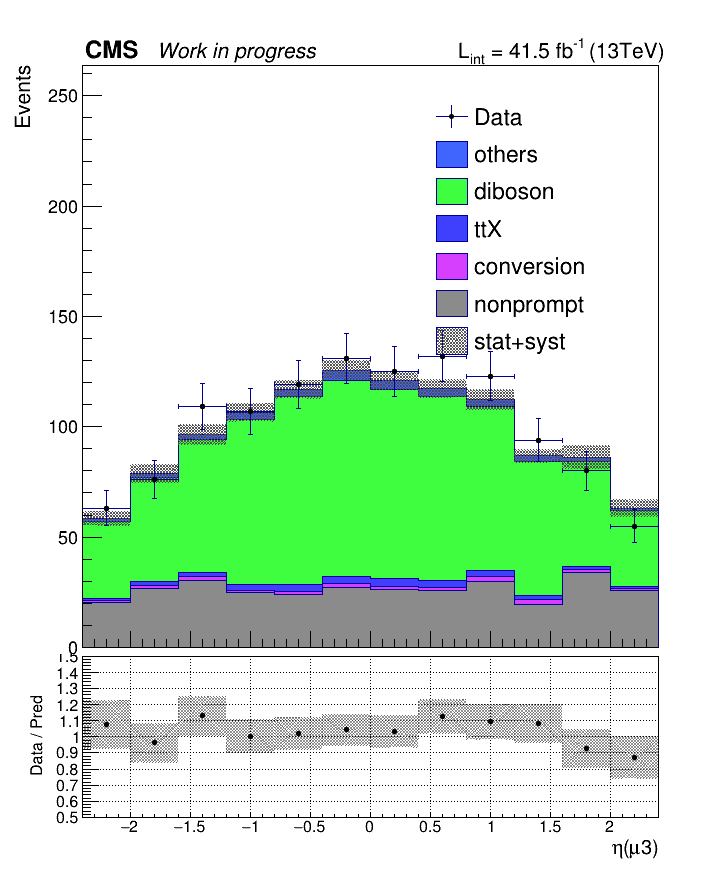 CMS Work in progress L_int = 41.5 fb^-1 (13TeV)
Events
250
200
150
100
50
0
Data
others
diboson
ttX
conversion
nonprompt
stat+syst
Data / Pred
1.5
1.4
1.3
1.2
1.1
1
0.9
0.8
0.7
0.6
0.5
−2 −1.5 −1 −0.5 0 0.5 1 1.5 2
η(μ3)